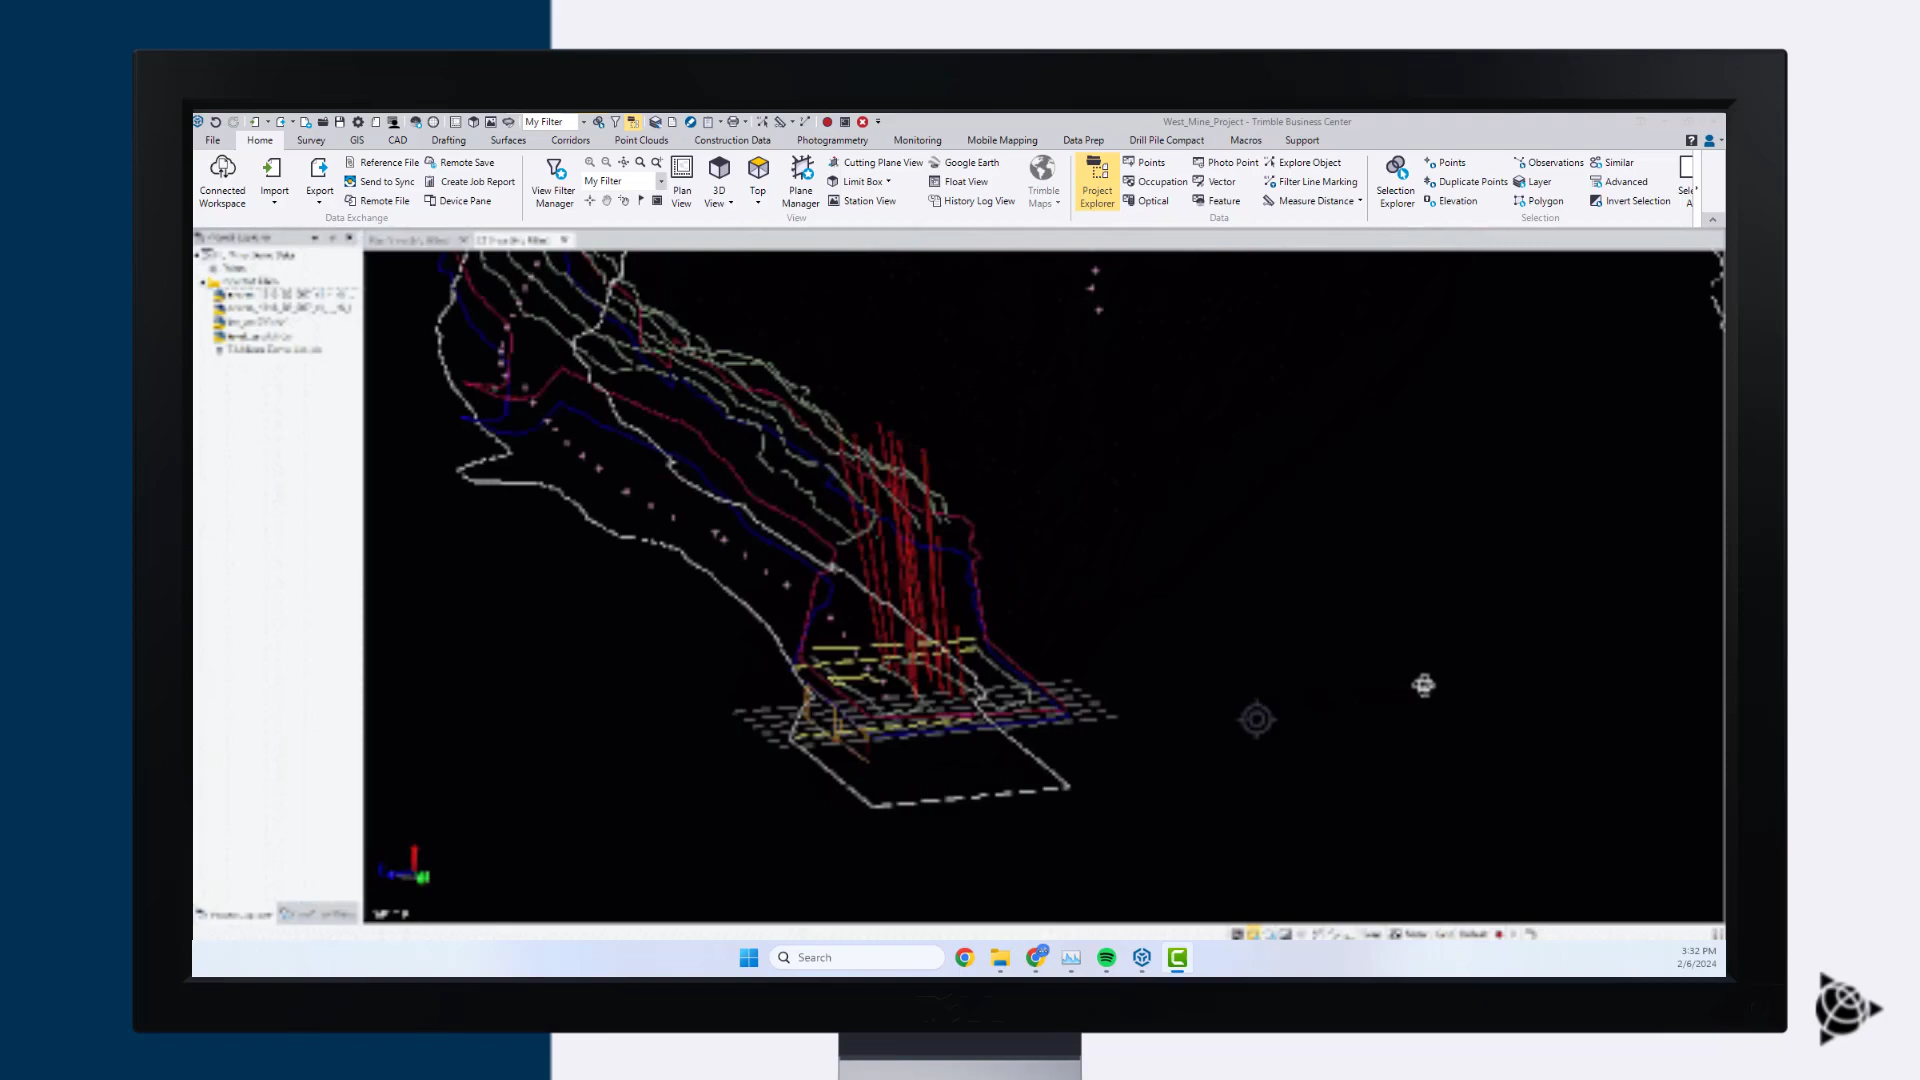 My Filter
West_Mine_Project - Trimble Business Center
File Home Survey GIS CAD Drafting Surfaces Corridors Point Clouds Construction Data Photogrammetry Monitoring Mobile Mapping Data Prep Drill Pile Compact Macros Support
Reference File Remote Save Cutting Plane View Google Earth Points Photo Point Explore Object Points Observations Similar
Send to Sync Create Job Report My Filter Limit Box Float View Occupation Vector Filter Line Marking Duplicate Points Layer Advanced
Connected Workspace Import Export Remote File Device Pane View Filter Manager Plan View 3D View Top Plane Manager Station View History Log View Trimble Maps Project Explorer Optical Feature Measure Distance Selection Explorer Elevation Polygon Invert Selection
Data Exchange View Data Selection
Search
3:32 PM
2/6/2024